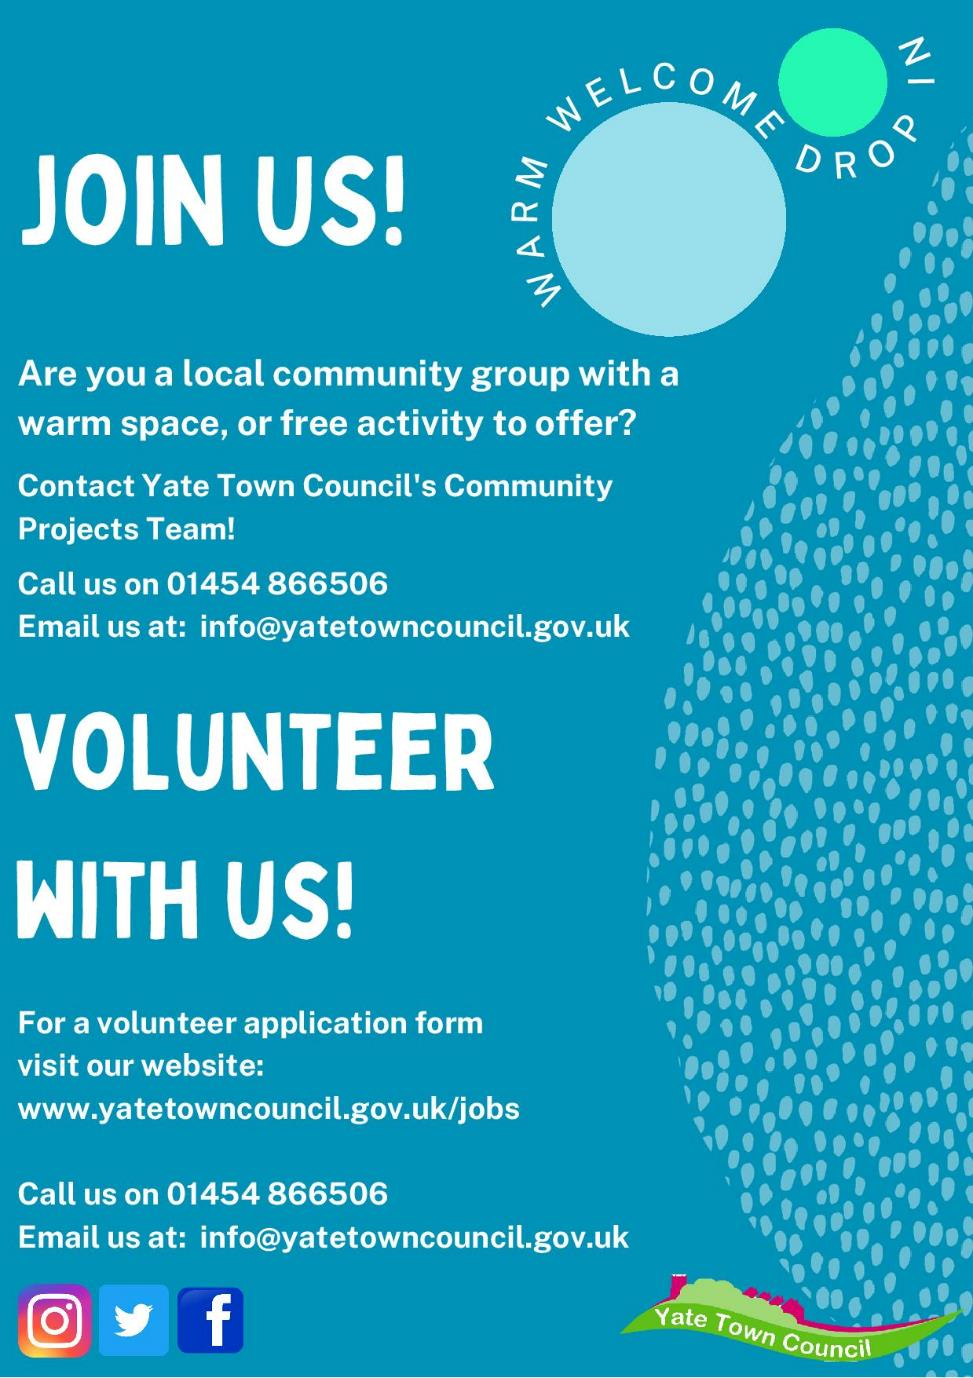 WARM WELCOME DROP IN
JOIN US!
Are you a local community group with a
warm space, or free activity to offer?
Contact Yate Town Council's Community
Projects Team!
Call us on 01454 866506
Email us at: info@yatetowncouncil.gov.uk
VOLUNTEER
WITH US!
For a volunteer application form
visit our website:
www.yatetowncouncil.gov.uk/jobs
Call us on 01454 866506
Email us at: info@yatetowncouncil.gov.uk
Yate Town Council